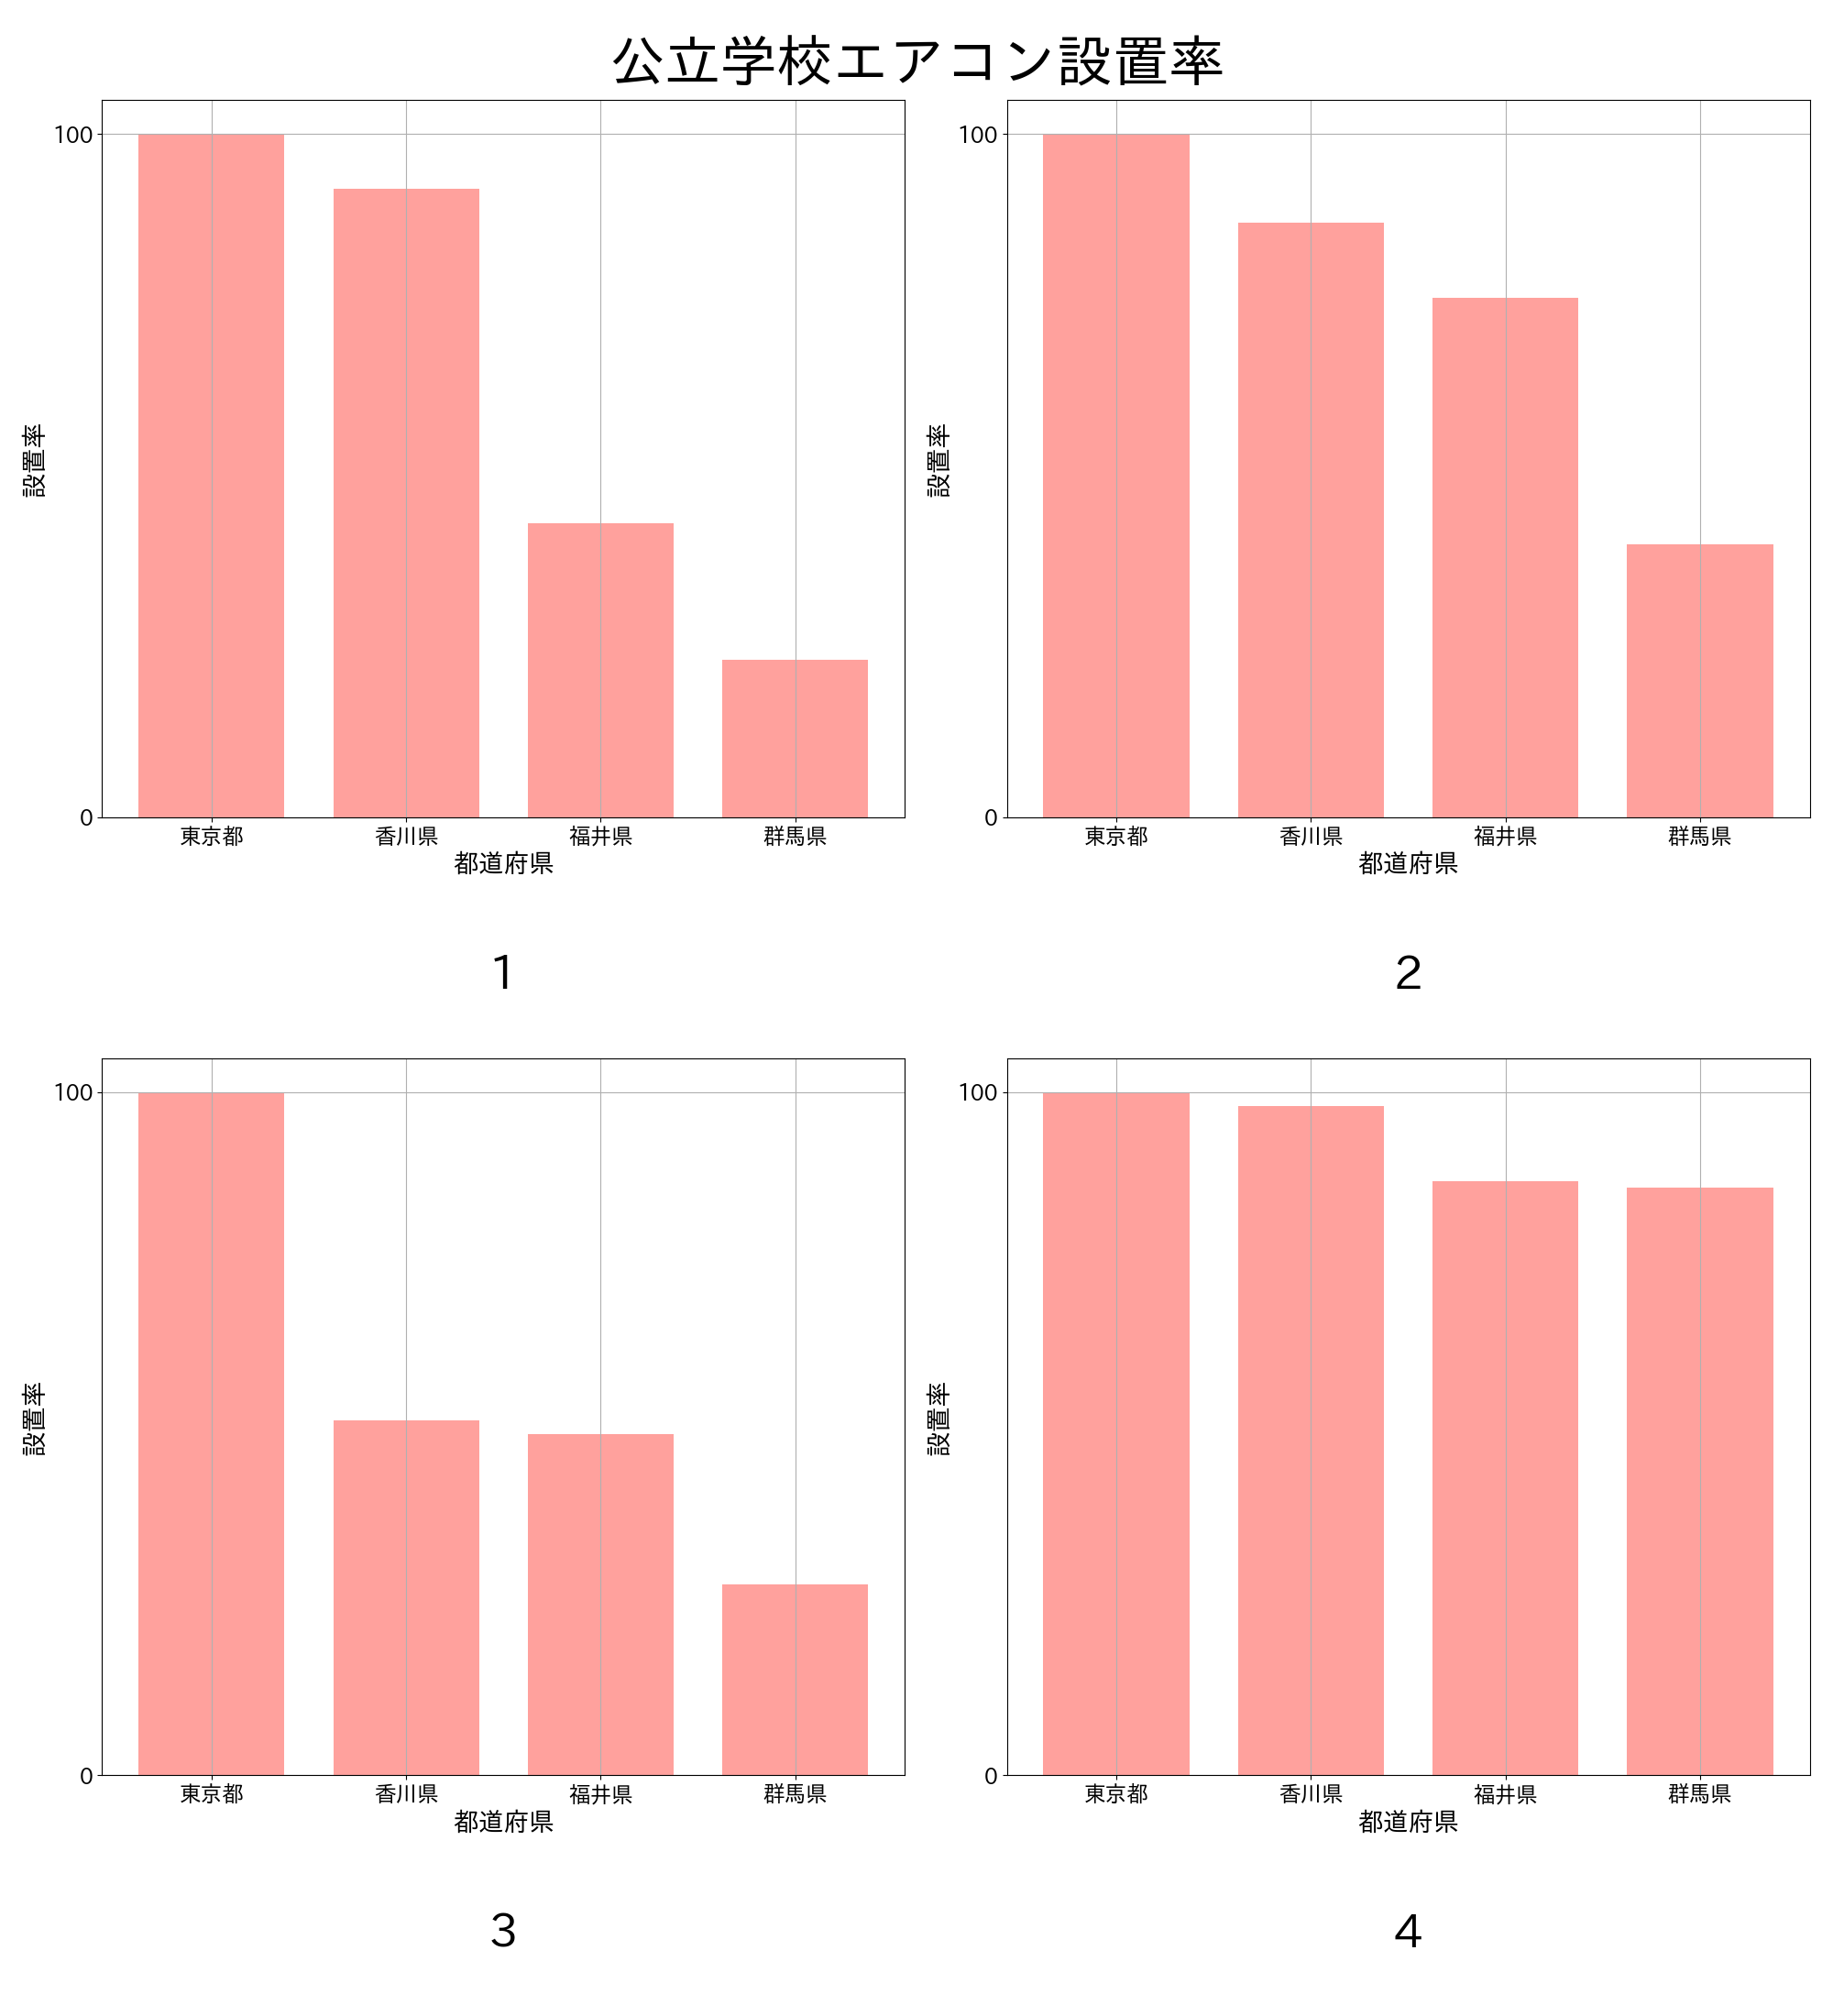 公立学校エアコン設置率
100
設置率
0
東京都 香川県 福井県 群馬県
都道府県
1
100
設置率
0
東京都 香川県 福井県 群馬県
都道府県
2
100
設置率
0
東京都 香川県 福井県 群馬県
都道府県
3
100
設置率
0
東京都 香川県 福井県 群馬県
都道府県
4